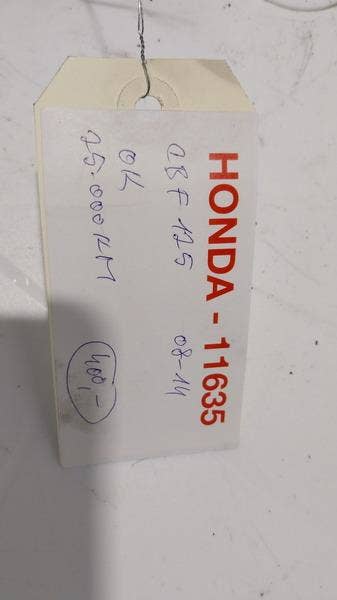 HONDA - 11635
CBF 125 08-14
OK
25.000KM 400,-